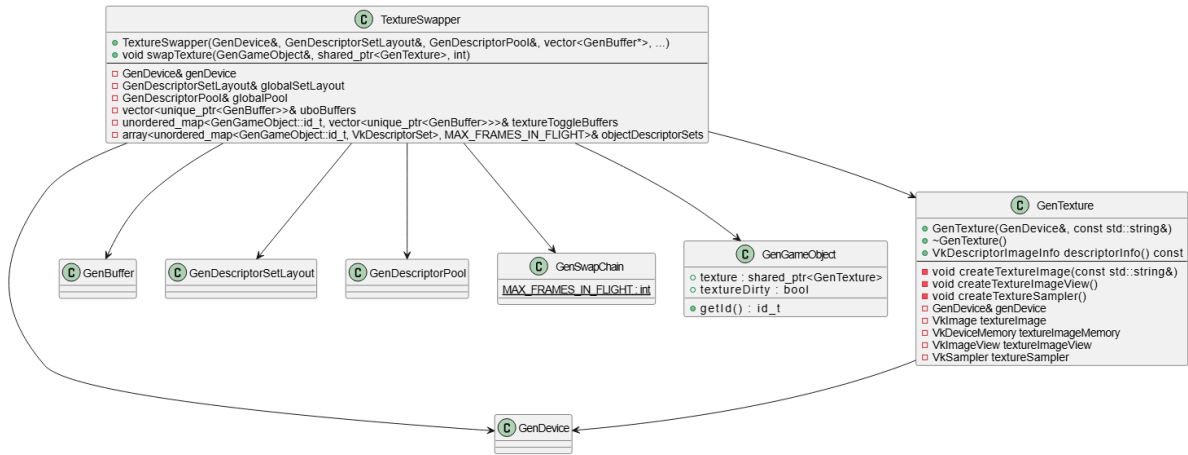 C TextureSwapper
TextureSwapper(GenDevice&, GenDescriptorSetLayout&, GenDescriptorPool&, vector<GenBuffer*>, ...)
void swapTexture(GenGameObject&, shared_ptr<GenTexture>, int)
GenDevice& genDevice
GenDescriptorSetLayout& globalSetLayout
GenDescriptorPool& globalPool
vector<unique_ptr<GenBuffer>>& uboBuffers
unordered_map<GenGameObject::id_t, vector<unique_ptr<GenBuffer>>>& textureToggleBuffers
array<unordered_map<GenGameObject::id_t, VkDescriptorSet>, MAX_FRAMES_IN_FLIGHT>& objectDescriptorSets
C GenBuffer
C GenDescriptorSetLayout
C GenDescriptorPool
C GenSwapChain
MAX_FRAMES_IN_FLIGHT : int
C GenGameObject
texture : shared_ptr<GenTexture>
textureDirty : bool
getId() : id_t
C GenTexture
GenTexture(GenDevice&, const std::string&)
~GenTexture()
VkDescriptorImageInfo descriptorInfo() const
void createTextureImage(const std::string&)
void createTextureImageView()
void createTextureSampler()
GenDevice& genDevice
VkImage textureImage
VkDeviceMemory textureImageMemory
VkImageView textureImageView
VkSampler textureSampler
C GenDevice